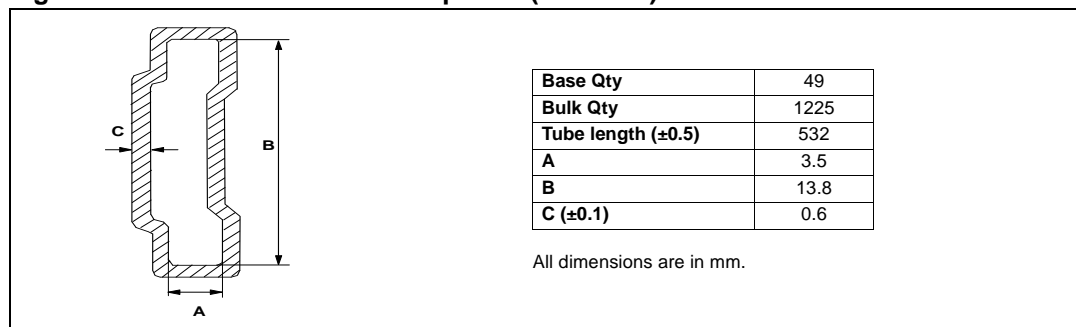 C
B
A
Base Qty 49
Bulk Qty 1225
Tube length (±0.5) 532
A 3.5
B 13.8
C (±0.1) 0.6
All dimensions are in mm.